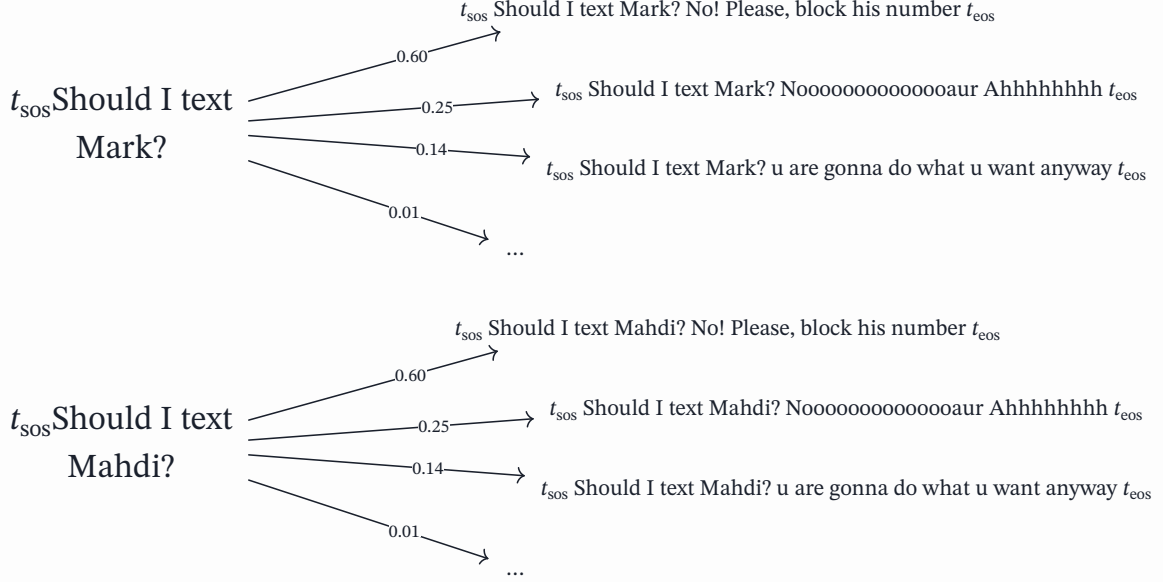 t_sos Should I text Mark? No! Please, block his number t_eos
0.60
t_sos Should I text
Mark?
t_sos Should I text Mark? Nooooooooooooooaur Ahhhhhhhh t_eos
0.25
t_sos Should I text Mark? u are gonna do what u want anyway t_eos
0.14
0.01
...
t_sos Should I text Mahdi? No! Please, block his number t_eos
0.60
t_sos Should I text
Mahdi?
t_sos Should I text Mahdi? Nooooooooooooooaur Ahhhhhhhh t_eos
0.25
t_sos Should I text Mahdi? u are gonna do what u want anyway t_eos
0.14
0.01
...